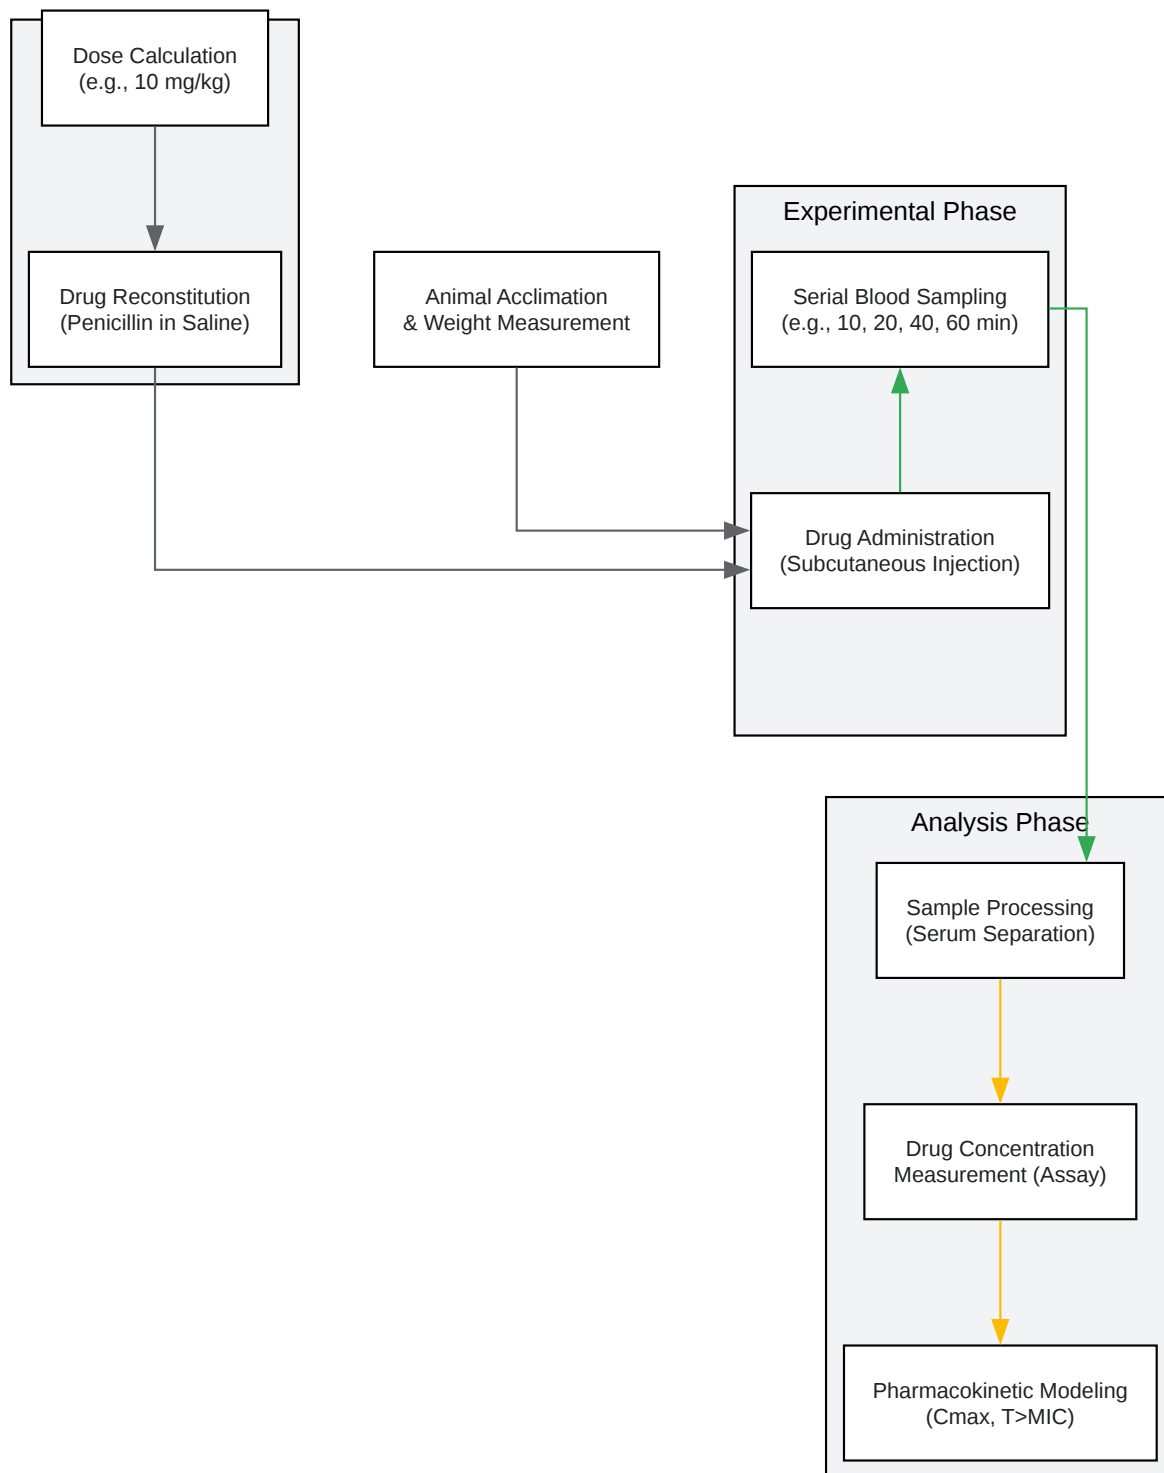 Dose Calculation
(e.g., 10 mg/kg)
Drug Reconstitution
(Penicillin in Saline)
Animal Acclimation
& Weight Measurement
Experimental Phase
Serial Blood Sampling
(e.g., 10, 20, 40, 60 min)
Drug Administration
(Subcutaneous Injection)
Analysis Phase
Sample Processing
(Serum Separation)
Drug Concentration
Measurement (Assay)
Pharmacokinetic Modeling
(Cmax, T>MIC)